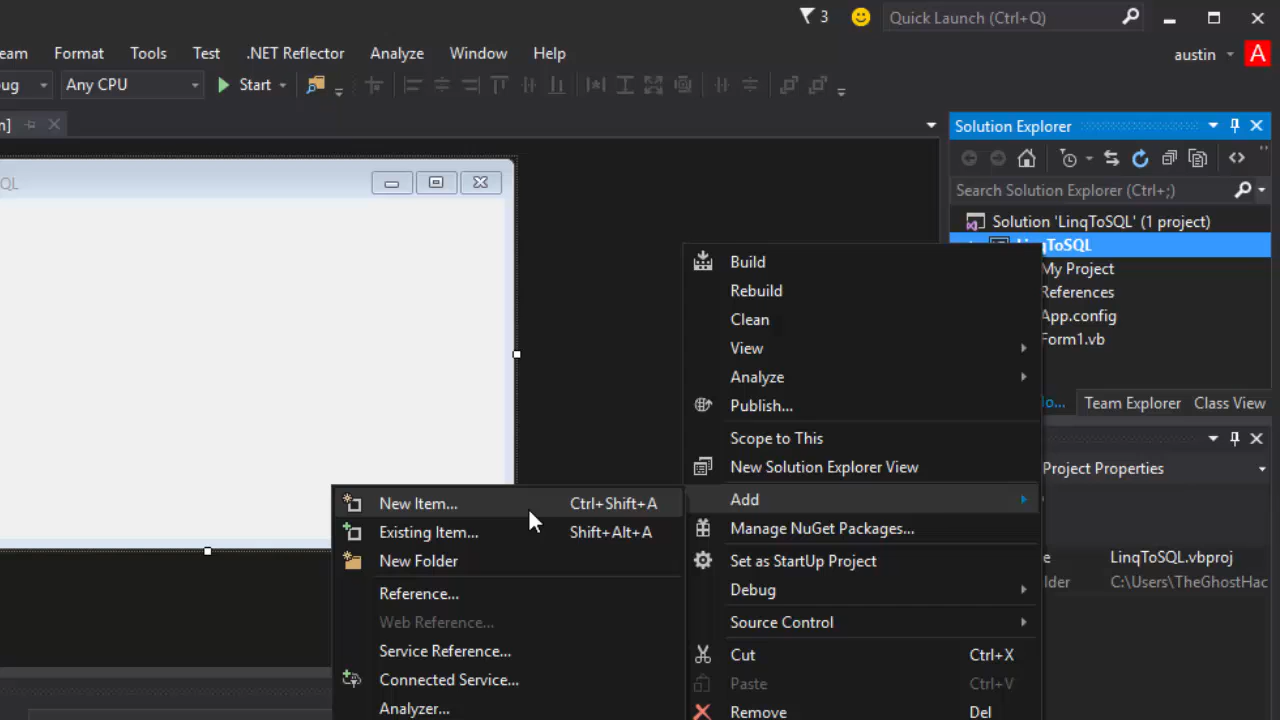 3
Quick Launch (Ctrl+Q)
eam Format Tools Test .NET Reflector Analyze Window Help
austin A
ug Any CPU Start
n]
Solution Explorer
QL
Search Solution Explorer (Ctrl+;)
Solution 'LinqToSQL' (1 project)
LinqToSQL
My Project
References
App.config
Form1.vb
Build
Rebuild
Clean
View
Analyze
Publish...
Scope to This
New Solution Explorer View
Add
Manage NuGet Packages...
Set as StartUp Project
Debug
Source Control
Cut Ctrl+X
Paste Ctrl+V
Remove Del
New Item... Ctrl+Shift+A
Existing Item... Shift+Alt+A
New Folder
Reference...
Web Reference...
Service Reference...
Connected Service...
Analyzer...
lo... Team Explorer Class View
Project Properties
e LinqToSQL.vbproj
lder C:\Users\TheGhostHac